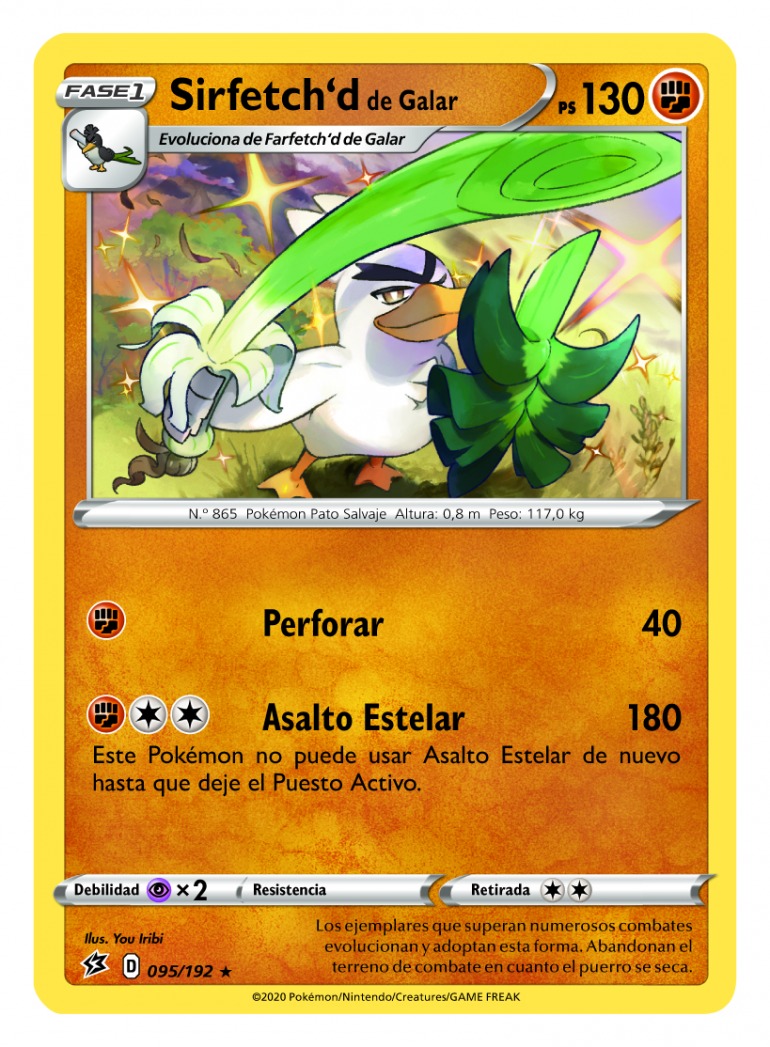 FASE1
Sirfetch‘d de Galar
PS 130
Evoluciona de Farfetch‘d de Galar
N.º 865 Pokémon Pato Salvaje Altura: 0,8 m Peso: 117,0 kg
Perforar 40
Asalto Estelar 180
Este Pokémon no puede usar Asalto Estelar de nuevo
hasta que deje el Puesto Activo.
Debilidad ×2 Resistencia Retirada
Ilus. You Iribi
Los ejemplares que superan numerosos combates
evolucionan y adoptan esta forma. Abandonan el
terreno de combate en cuanto el puerro se seca.
D 095/192 ★
©2020 Pokémon/Nintendo/Creatures/GAME FREAK